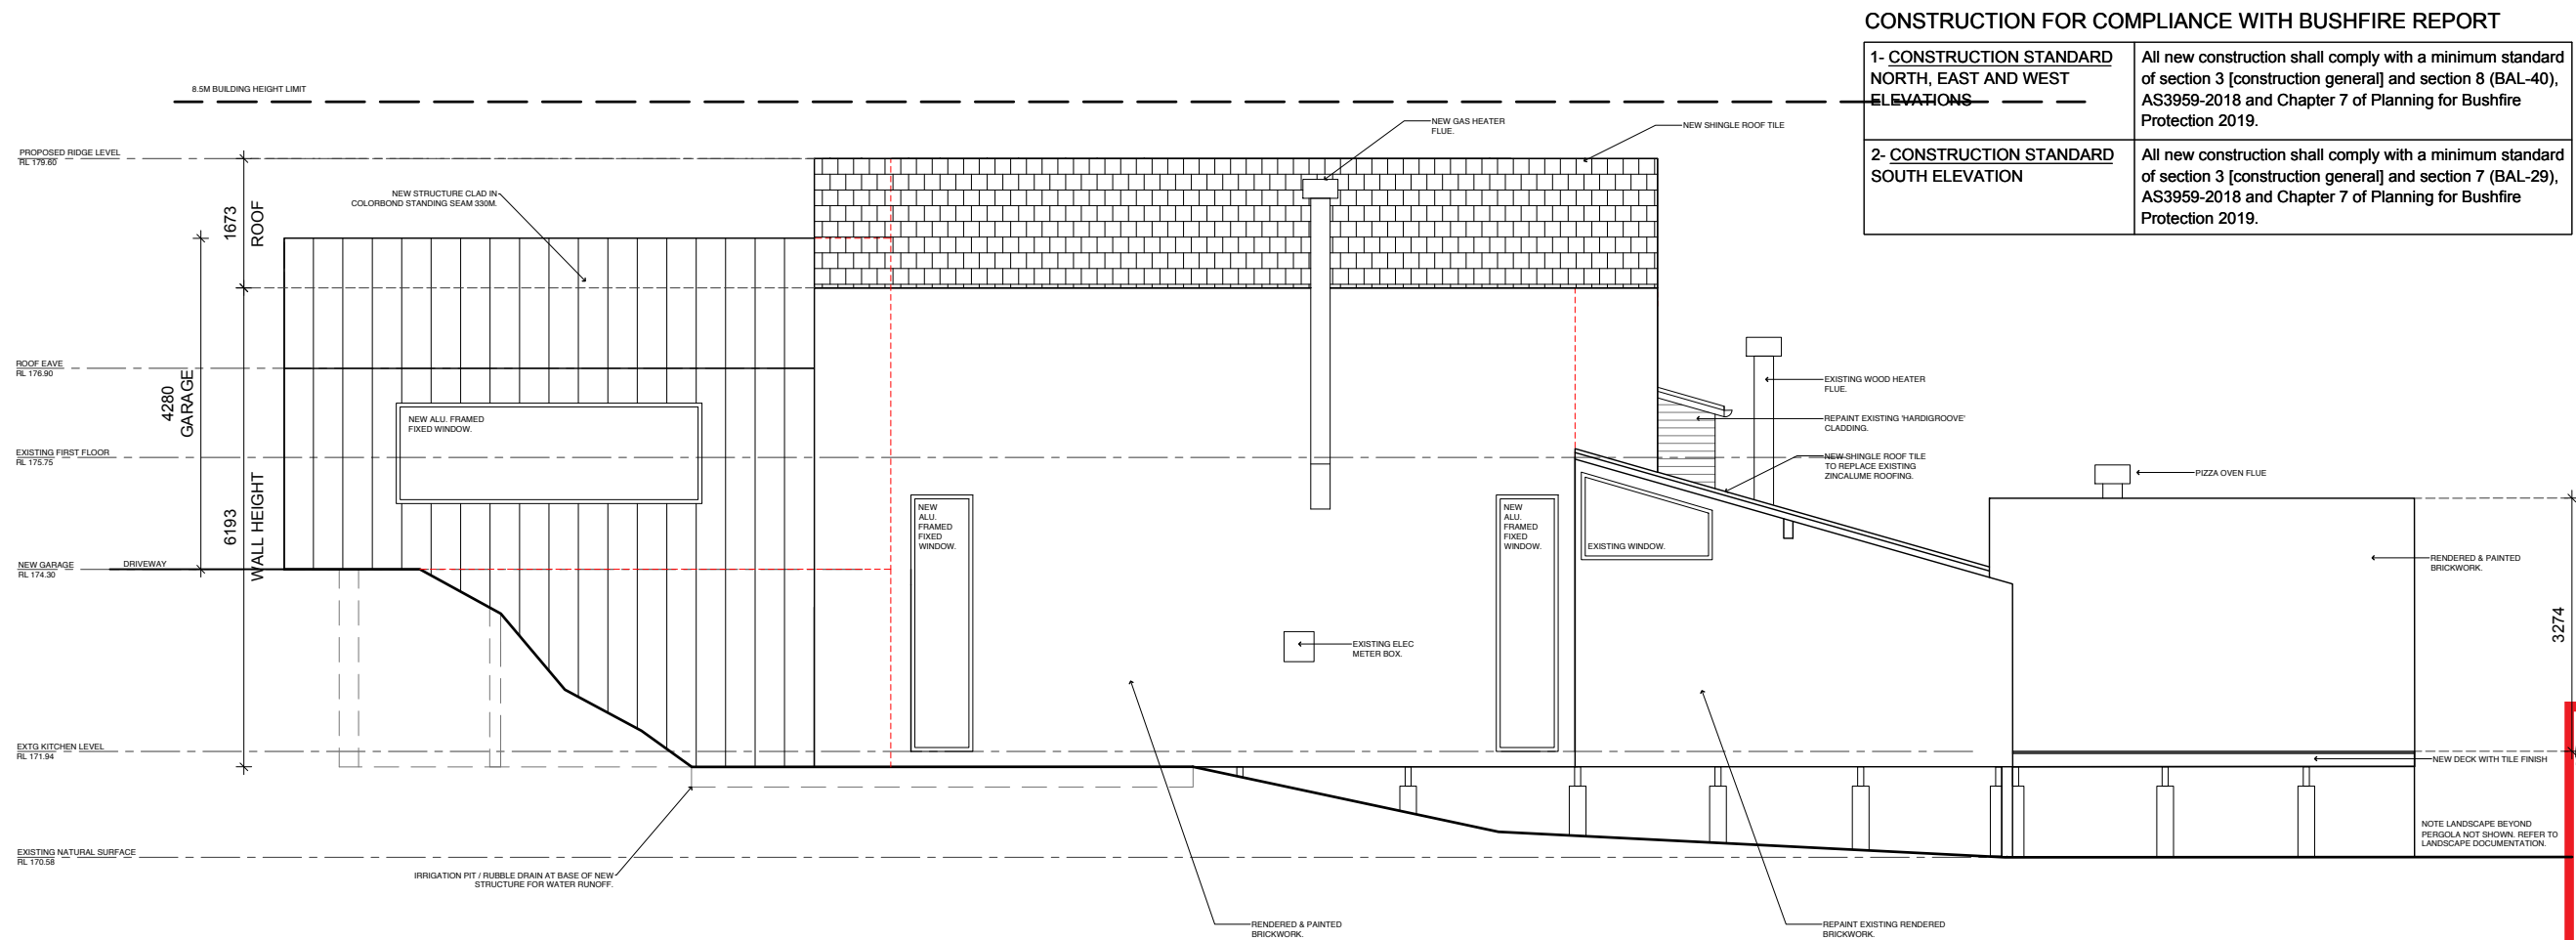 CONSTRUCTION FOR COMPLIANCE WITH BUSHFIRE REPORT
1- CONSTRUCTION STANDARD
NORTH, EAST AND WEST
ELEVATIONS
All new construction shall comply with a minimum standard
of section 3 [construction general] and section 8 (BAL-40),
AS3959-2018 and Chapter 7 of Planning for Bushfire
Protection 2019.
2- CONSTRUCTION STANDARD
SOUTH ELEVATION
All new construction shall comply with a minimum standard
of section 3 [construction general] and section 7 (BAL-29),
AS3959-2018 and Chapter 7 of Planning for Bushfire
Protection 2019.
8.5M BUILDING HEIGHT LIMIT
NEW GAS HEATER
FLUE.
NEW SHINGLE ROOF TILE
PROPOSED RIDGE LEVEL
RL 179.60
NEW STRUCTURE CLAD IN
COLORBOND STANDING SEAM 330M.
1673
ROOF
ROOF EAVE
RL 176.90
4280
GARAGE
EXISTING WOOD HEATER
FLUE.
NEW ALU. FRAMED
FIXED WINDOW.
REPAINT EXISTING 'HARDIGROOVE'
CLADDING.
EXISTING FIRST FLOOR
RL 175.75
NEW SHINGLE ROOF TILE
TO REPLACE EXISTING
ZINCALUME ROOFING.
PIZZA OVEN FLUE
6193
WALL HEIGHT
NEW
ALU.
FRAMED
FIXED
WINDOW.
NEW
ALU.
FRAMED
FIXED
WINDOW.
EXISTING WINDOW.
RENDERED & PAINTED
BRICKWORK.
NEW GARAGE
RL 174.30
DRIVEWAY
3274
EXISTING ELEC
METER BOX.
EXTG KITCHEN LEVEL
RL 171.94
NEW DECK WITH TILE FINISH
NOTE LANDSCAPE BEYOND
PERGOLA NOT SHOWN. REFER TO
LANDSCAPE DOCUMENTATION.
EXISTING NATURAL SURFACE
RL 170.58
IRRIGATION PIT / RUBBLE DRAIN AT BASE OF NEW
STRUCTURE FOR WATER RUNOFF.
RENDERED & PAINTED
BRICKWORK.
REPAINT EXISTING RENDERED
BRICKWORK.